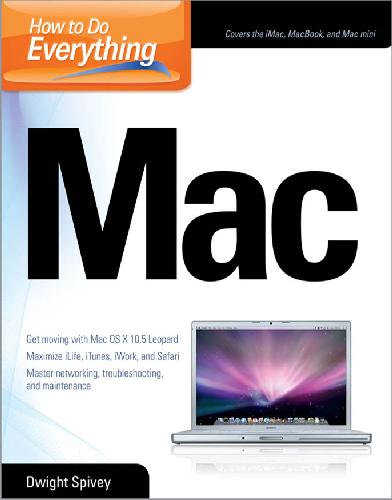 How to Do
Everything
Covers the iMac, MacBook, and Mac mini
Mac
Get moving with Mac OS X 10.5 Leopard
Maximize iLife, iTunes, iWork, and Safari
Master networking, troubleshooting,
and maintenance
Dwight Spivey